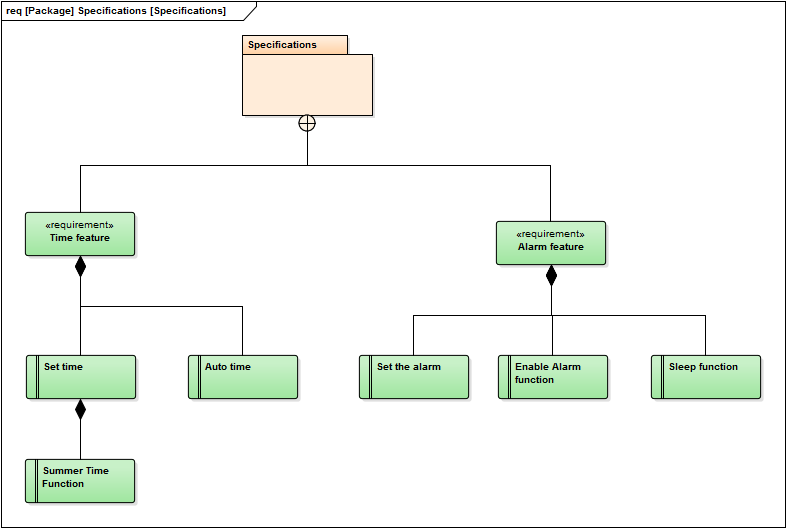 req [Package] Specifications [Specifications]
Specifications
«requirement»
Time feature
«requirement»
Alarm feature
Set time
Auto time
Set the alarm
Enable Alarm
function
Sleep function
Summer Time
Function